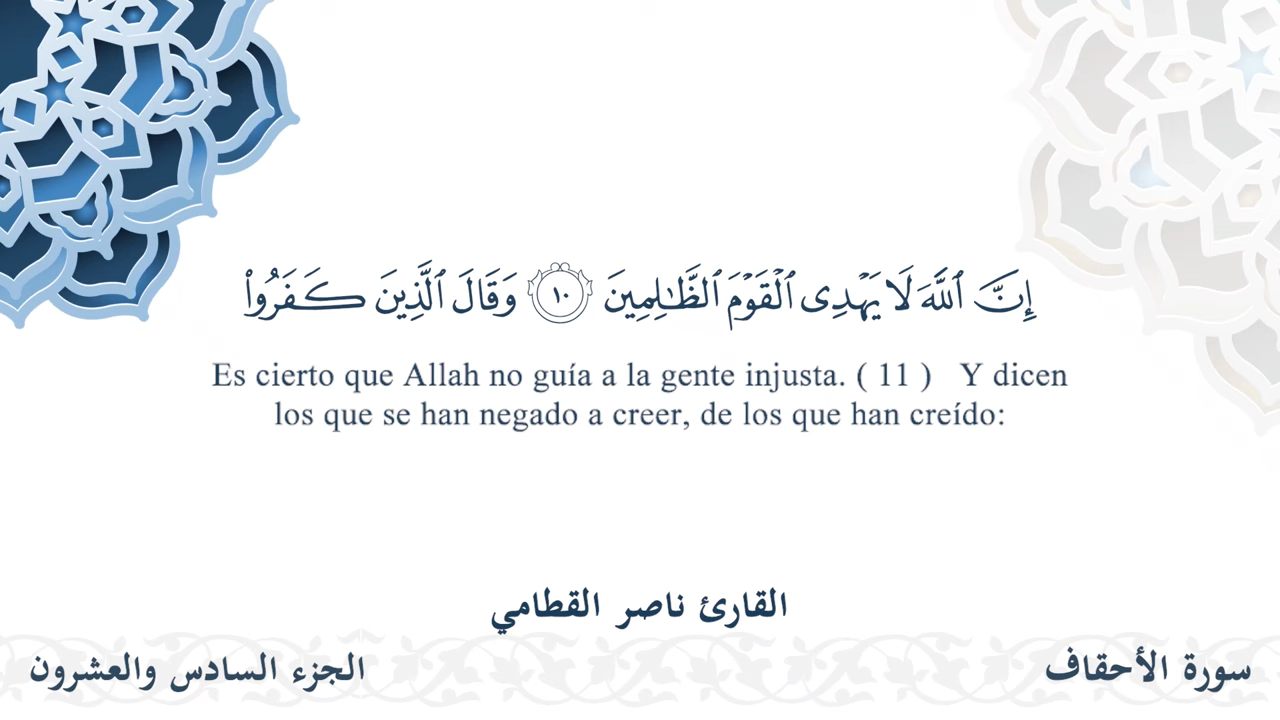 إِنَّ ٱللَّهَ لَا يَهْدِى ٱلْقَوْمَ ٱلظَّـٰلِمِينَ ١٠ وَقَالَ ٱلَّذِينَ كَفَرُوا۟
Es cierto que Allah no guía a la gente injusta. ( 11 ) Y dicen
los que se han negado a creer, de los que han creído:
القارئ ناصر القطامي
سورة الأحقاف
الجزء السادس والعشرون